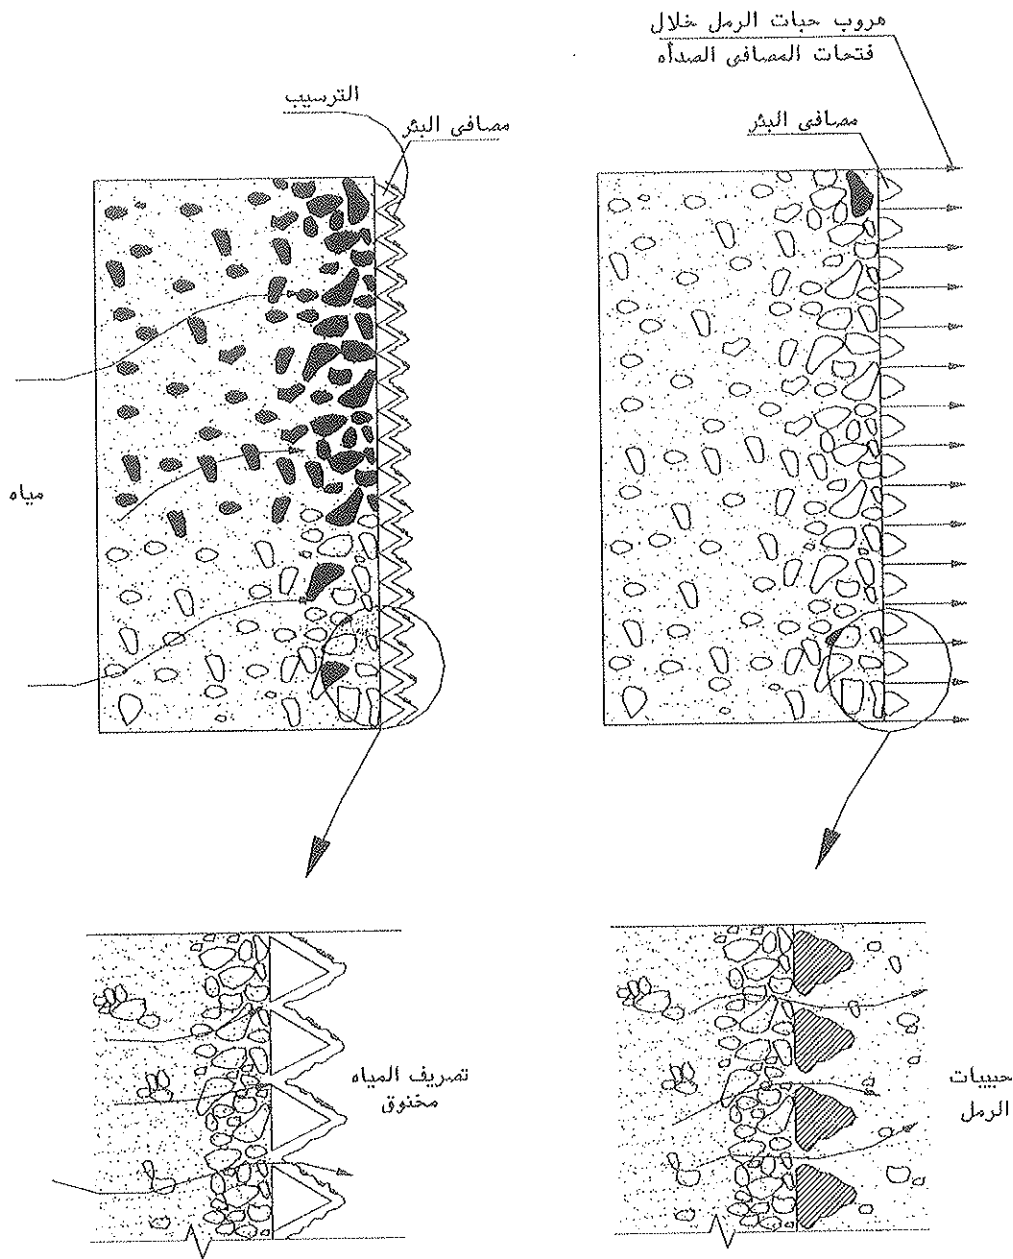 هروب حبات الرمل خلال
فتحات المصافى الصدأه
الترسيب
مصافى البئر
مصافى البئر
مياه
تصريف المياه
مخنوق
حبيبات
الرمل